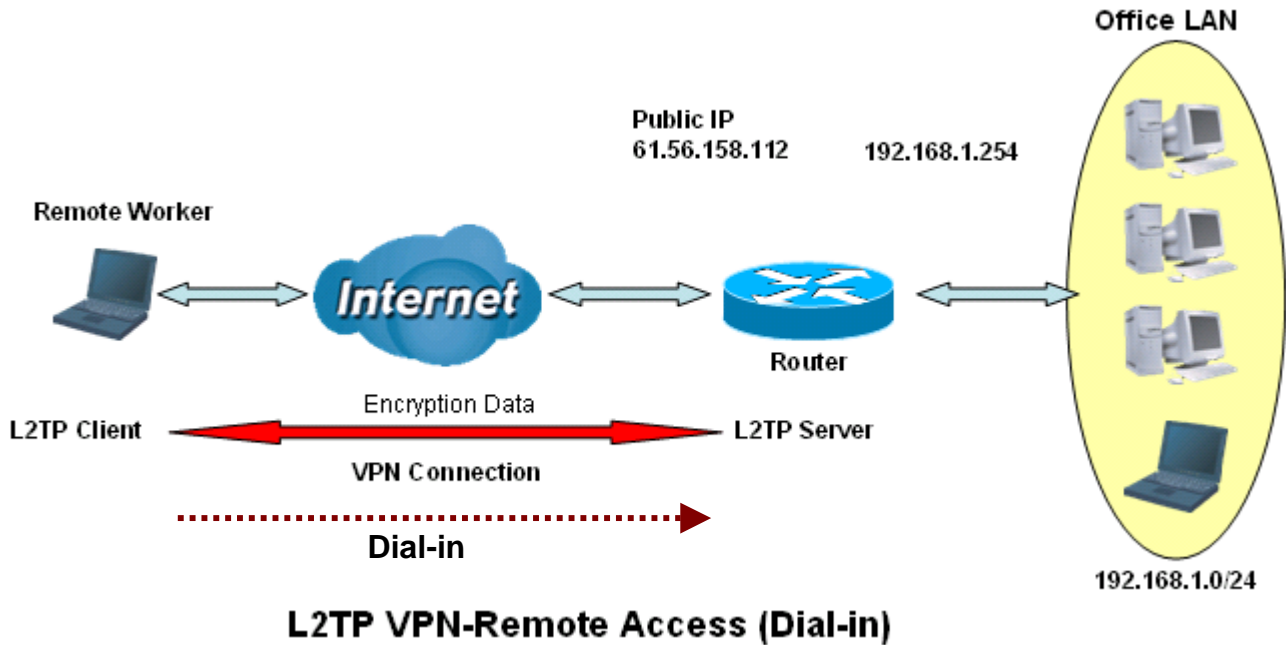 Office LAN
Public IP
61.56.158.112
192.168.1.254
Remote Worker
Internet
Router
Encryption Data
L2TP Client
L2TP Server
VPN Connection
Dial-in
192.168.1.0/24
L2TP VPN-Remote Access (Dial-in)